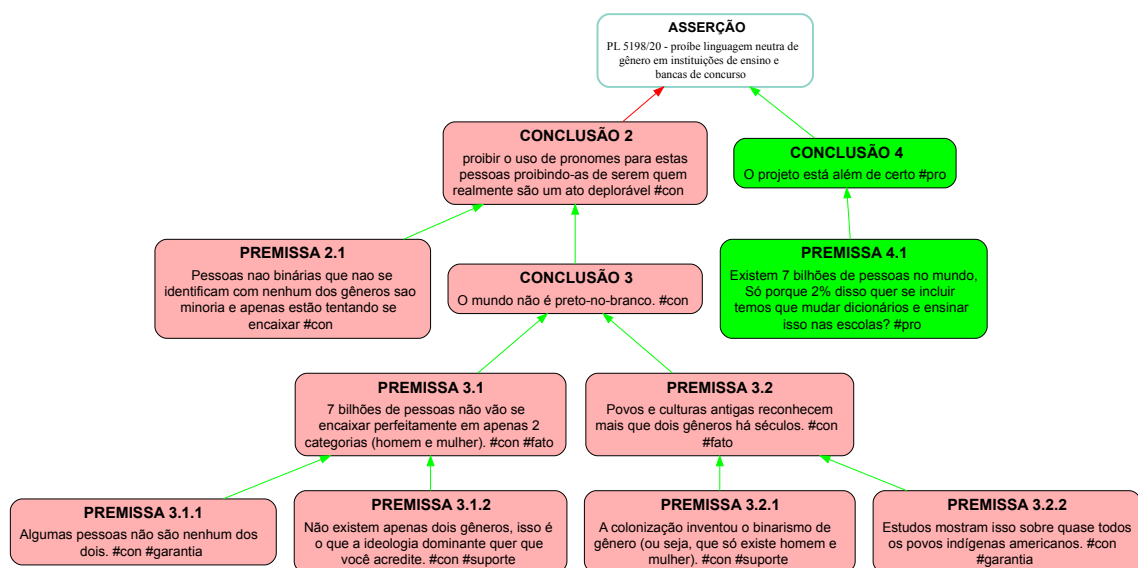 ASSERÇÃO
PL 5198/20 - proíbe linguagem neutra de
gênero em instituições de ensino e
bancas de concurso
CONCLUSÃO 2
proibir o uso de pronomes para estas
pessoas proibindo-as de serem quem
realmente são um ato deplorável #con
CONCLUSÃO 4
O projeto está além de certo #pro
PREMISSA 2.1
Pessoas nao binárias que nao se
identificam com nenhum dos gêneros sao
minoria e apenas estão tentando se
encaixar #con
CONCLUSÃO 3
O mundo não é preto-no-branco. #con
PREMISSA 4.1
Existem 7 bilhões de pessoas no mundo,
Só porque 2% disso quer se incluir
temos que mudar dicionários e ensinar
isso nas escolas? #pro
PREMISSA 3.1
7 bilhões de pessoas não vão se
encaixar perfeitamente em apenas 2
categorias (homem e mulher). #con #fato
PREMISSA 3.2
Povos e culturas antigas reconhecem
mais que dois gêneros há séculos. #con
#fato
PREMISSA 3.1.1
Algumas pessoas não são nenhum dos
dois. #con #garantia
PREMISSA 3.1.2
Não existem apenas dois gêneros, isso é
o que a ideologia dominante quer que
você acredite. #con #suporte
PREMISSA 3.2.1
A colonização inventou o binarismo de
gênero (ou seja, que só existe homem e
mulher). #con #suporte
PREMISSA 3.2.2
Estudos mostram isso sobre quase todos
os povos indígenas americanos. #con
#garantia